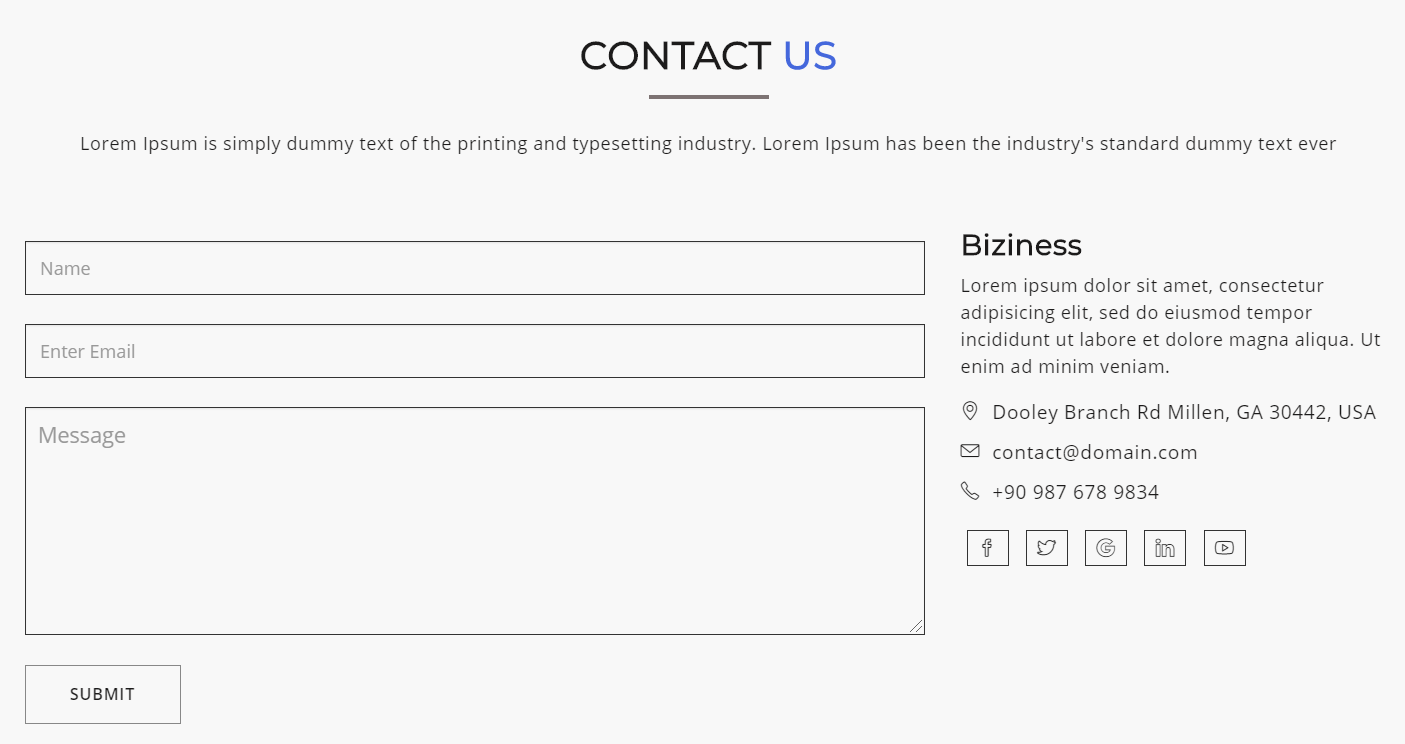 CONTACT US
Lorem Ipsum is simply dummy text of the printing and typesetting industry. Lorem Ipsum has been the industry's standard dummy text ever
Name
Enter Email
Message
SUBMIT
Biziness
Lorem ipsum dolor sit amet, consectetur
adipisicing elit, sed do eiusmod tempor
incididunt ut labore et dolore magna aliqua. Ut
enim ad minim veniam.
Dooley Branch Rd Millen, GA 30442, USA
contact@domain.com
+90 987 678 9834